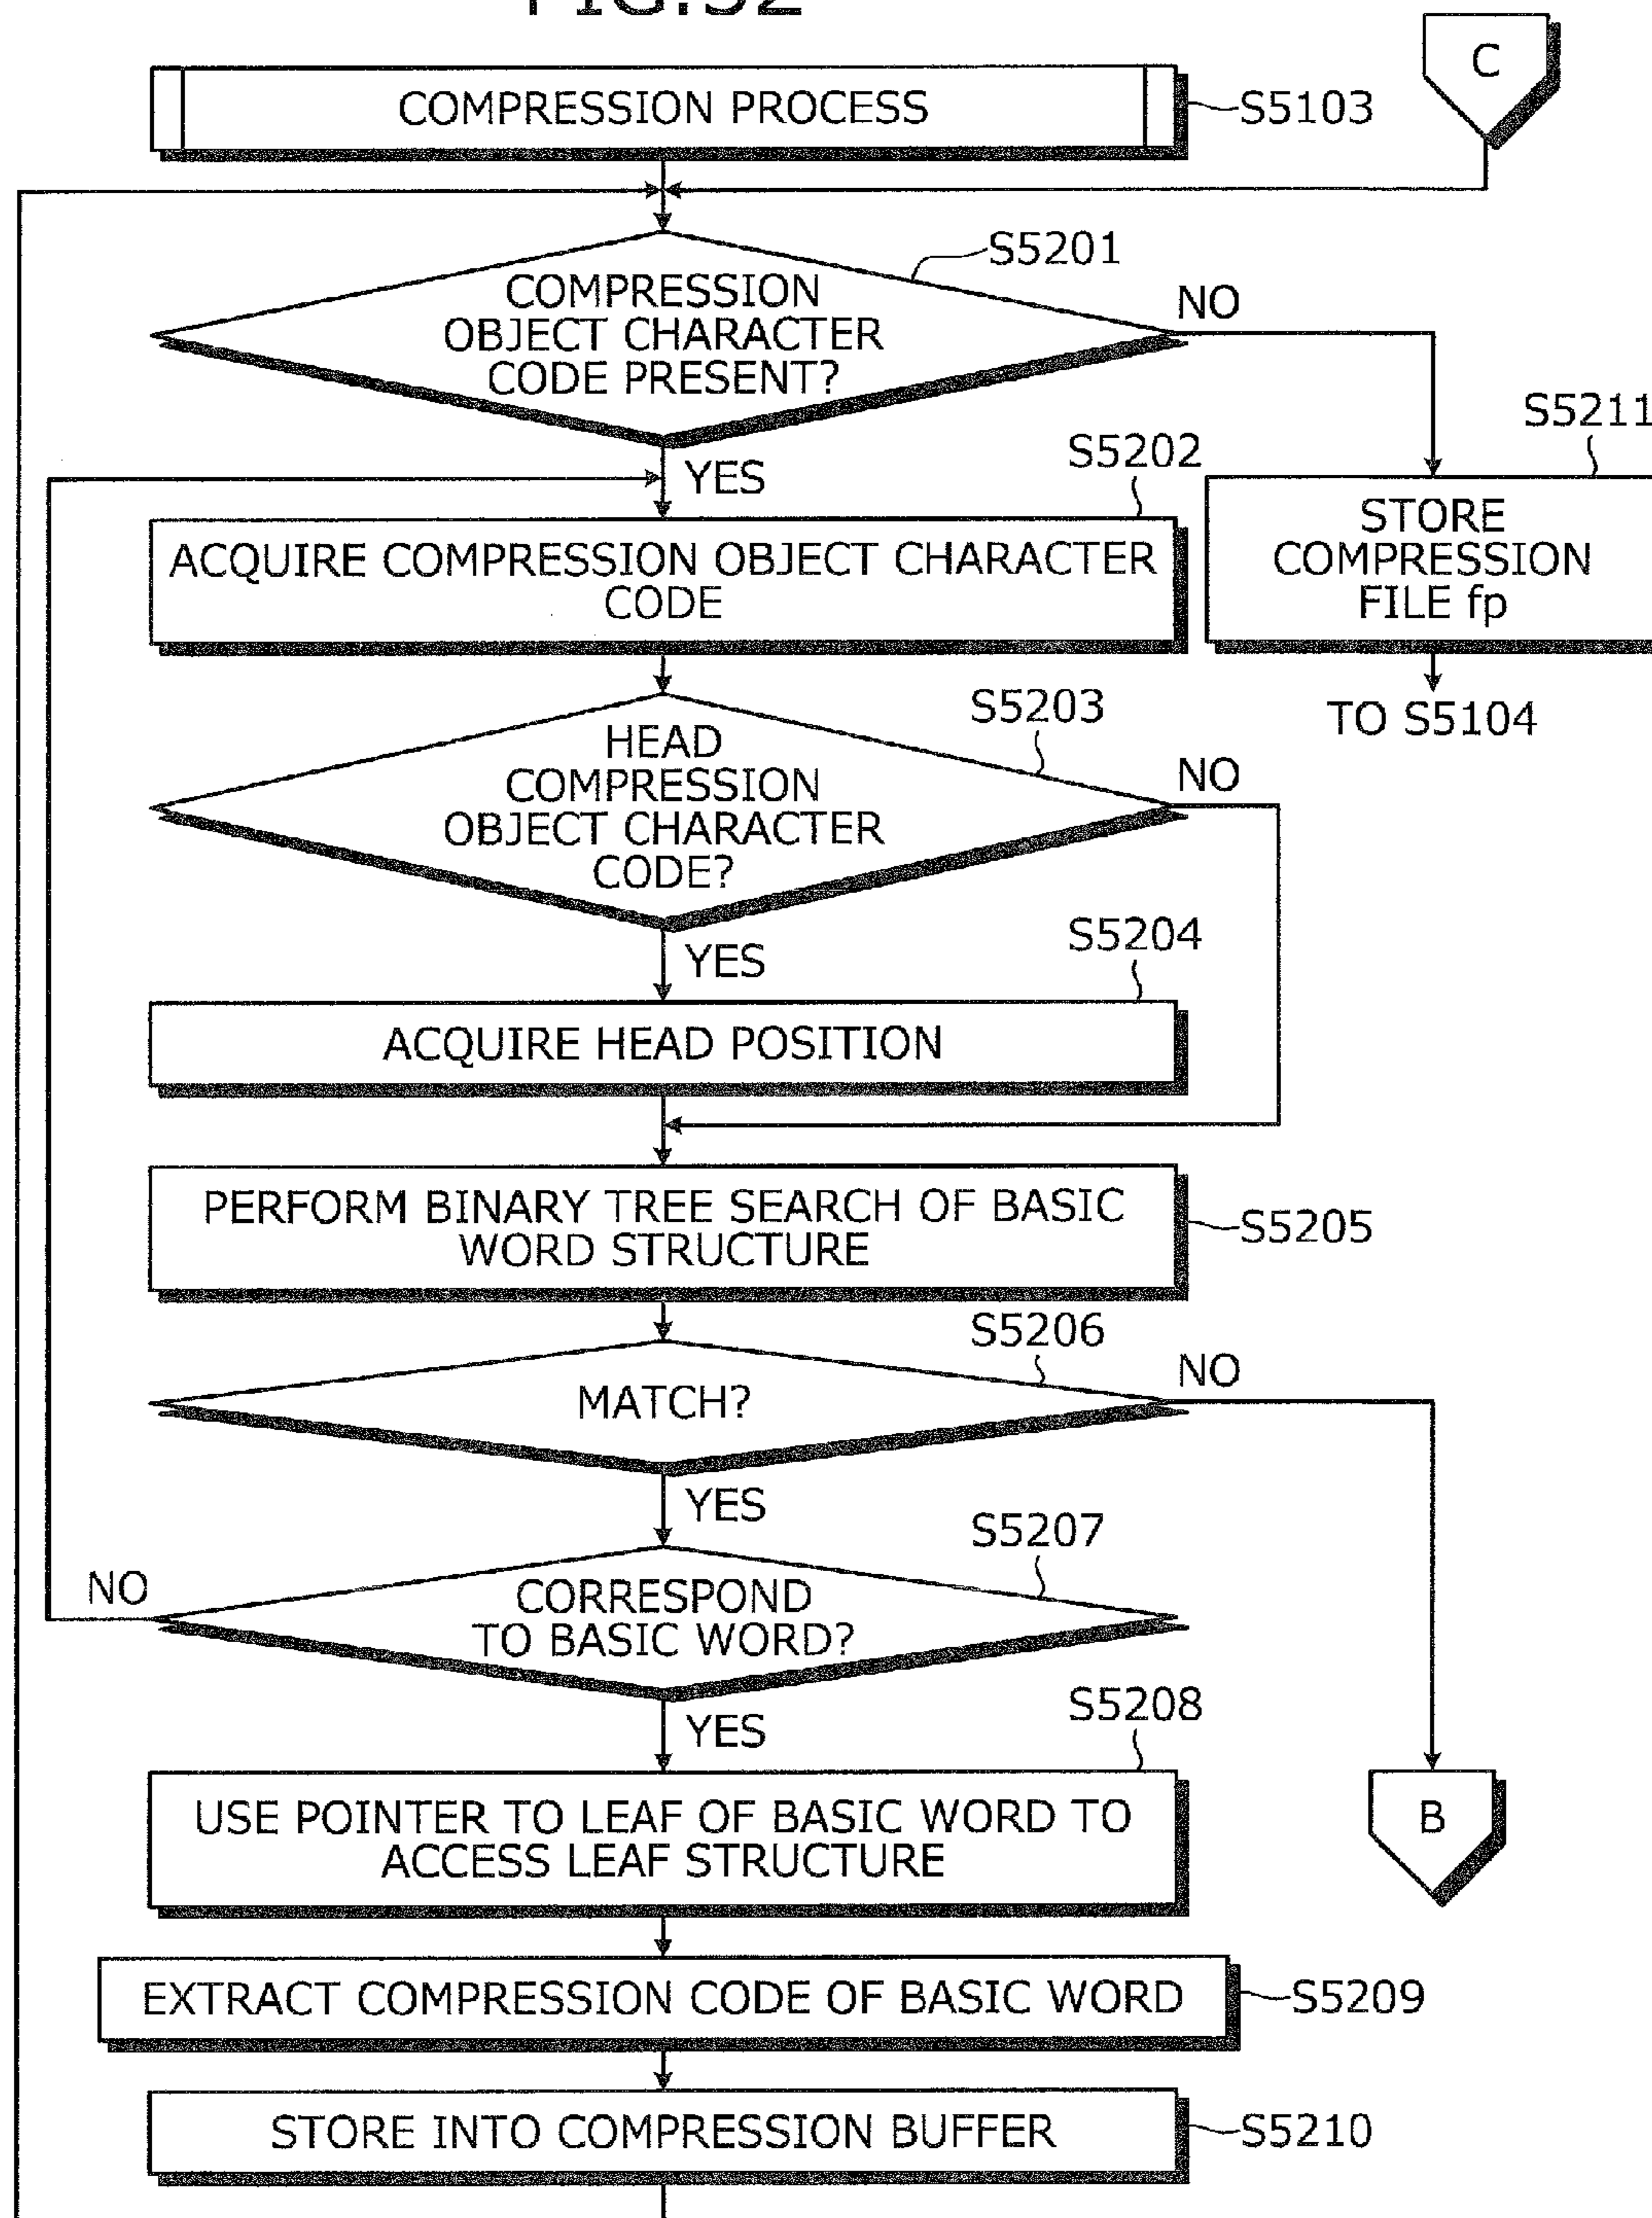 FIG.52
C
COMPRESSION PROCESS
S5103
S5201
COMPRESSION
OBJECT CHARACTER
CODE PRESENT?
NO
S5211
YES
S5202
STORE
COMPRESSION
FILE fp
ACQUIRE COMPRESSION OBJECT CHARACTER
CODE
TO S5104
S5203
HEAD
COMPRESSION
OBJECT CHARACTER
CODE?
NO
YES
S5204
ACQUIRE HEAD POSITION
PERFORM BINARY TREE SEARCH OF BASIC
WORD STRUCTURE
S5205
S5206
MATCH?
NO
YES
S5207
NO
CORRESPOND
TO BASIC WORD?
YES
S5208
USE POINTER TO LEAF OF BASIC WORD TO
ACCESS LEAF STRUCTURE
B
EXTRACT COMPRESSION CODE OF BASIC WORD
S5209
STORE INTO COMPRESSION BUFFER
S5210